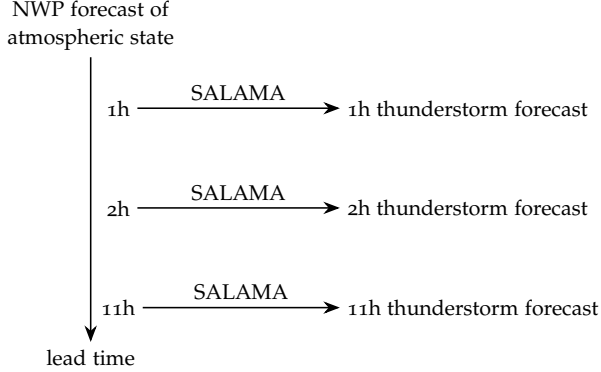 NWP forecast of
atmospheric state
SALAMA
1h 1h thunderstorm forecast
SALAMA
2h 2h thunderstorm forecast
SALAMA
11h 11h thunderstorm forecast
lead time